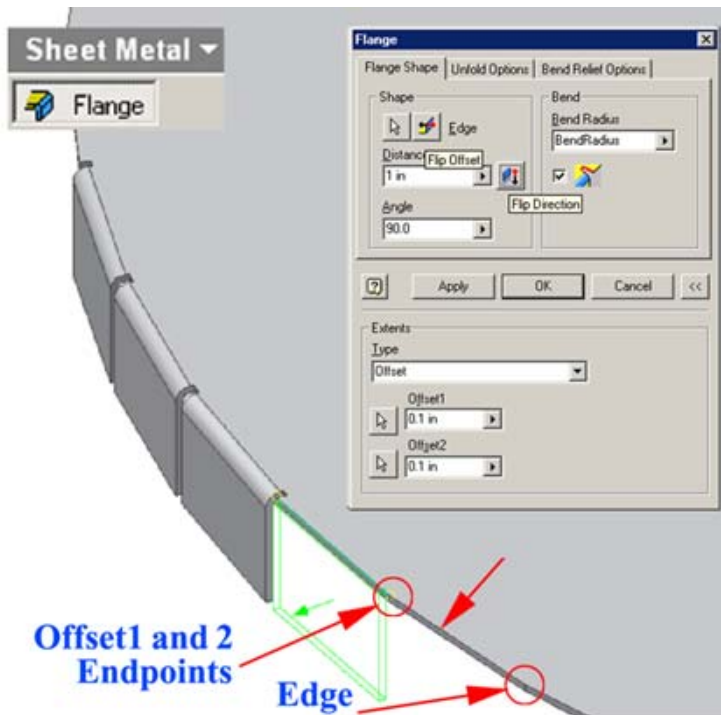 Sheet Metal
Flange
Flange
Flange Shape
Unfold Options
Bend Relief Options
Shape
Edge
Distance
Flip Offset
1 in
Flip Direction
Angle
90.0
Bend
Bend Radius
BendRadius
Apply
OK
Cancel
<<
Extents
Type
Offset
Offset1
0.1 in
Offset2
0.1 in
Offset1 and 2
Endpoints
Edge